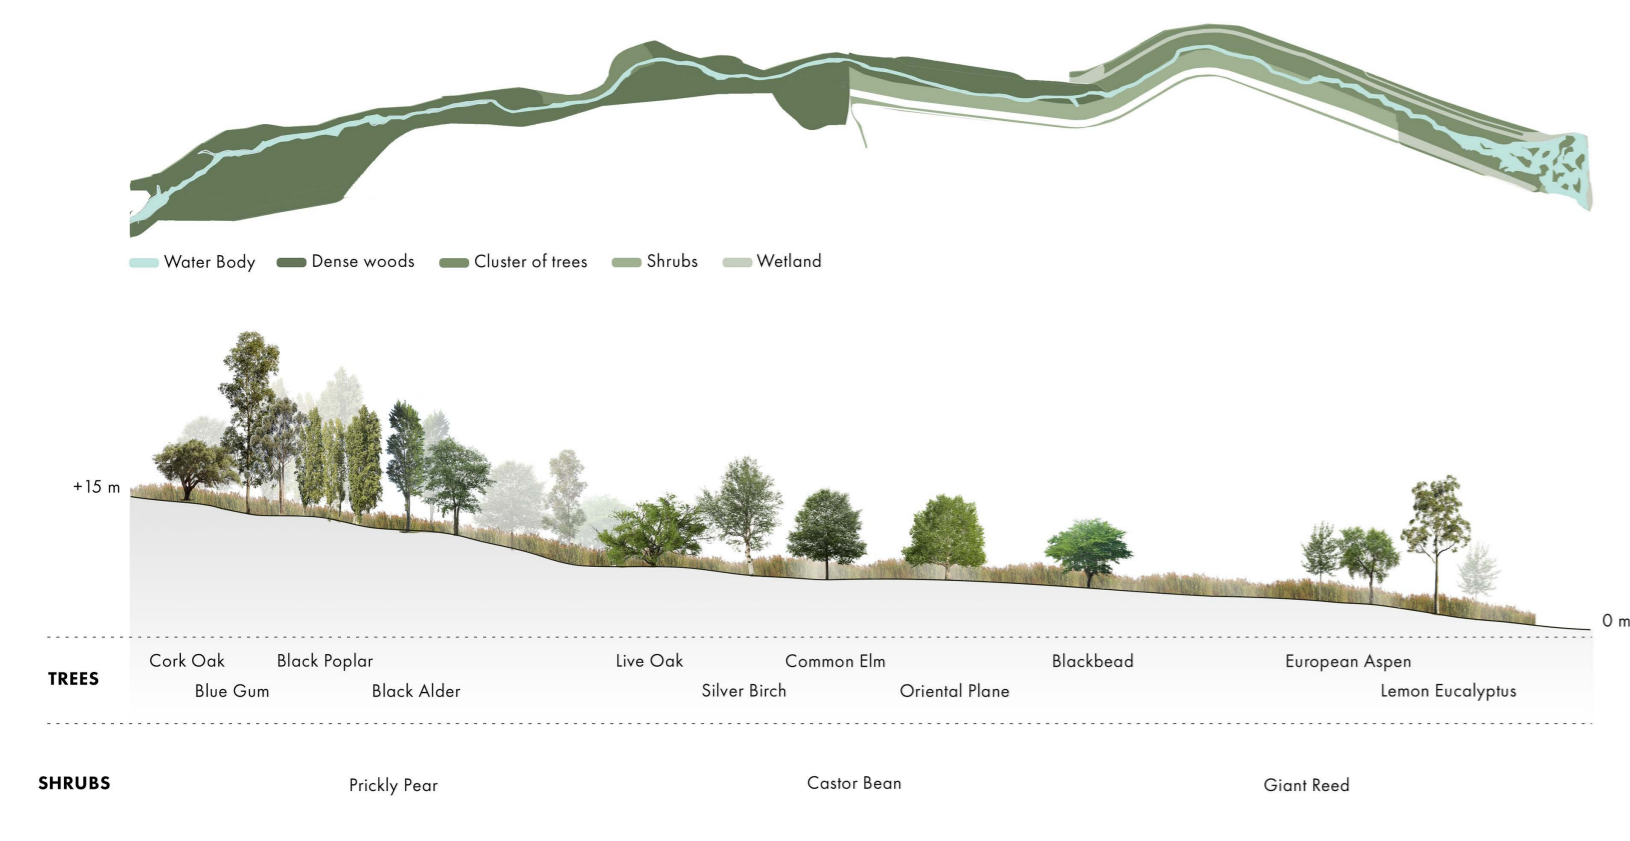 Water Body Dense woods Cluster of trees Shrubs Wetland
+15 m
0 m
TREES
Cork Oak Black Poplar Live Oak Common Elm Blackbead European Aspen
Blue Gum Black Alder Silver Birch Oriental Plane Lemon Eucalyptus
SHRUBS
Prickly Pear Castor Bean Giant Reed